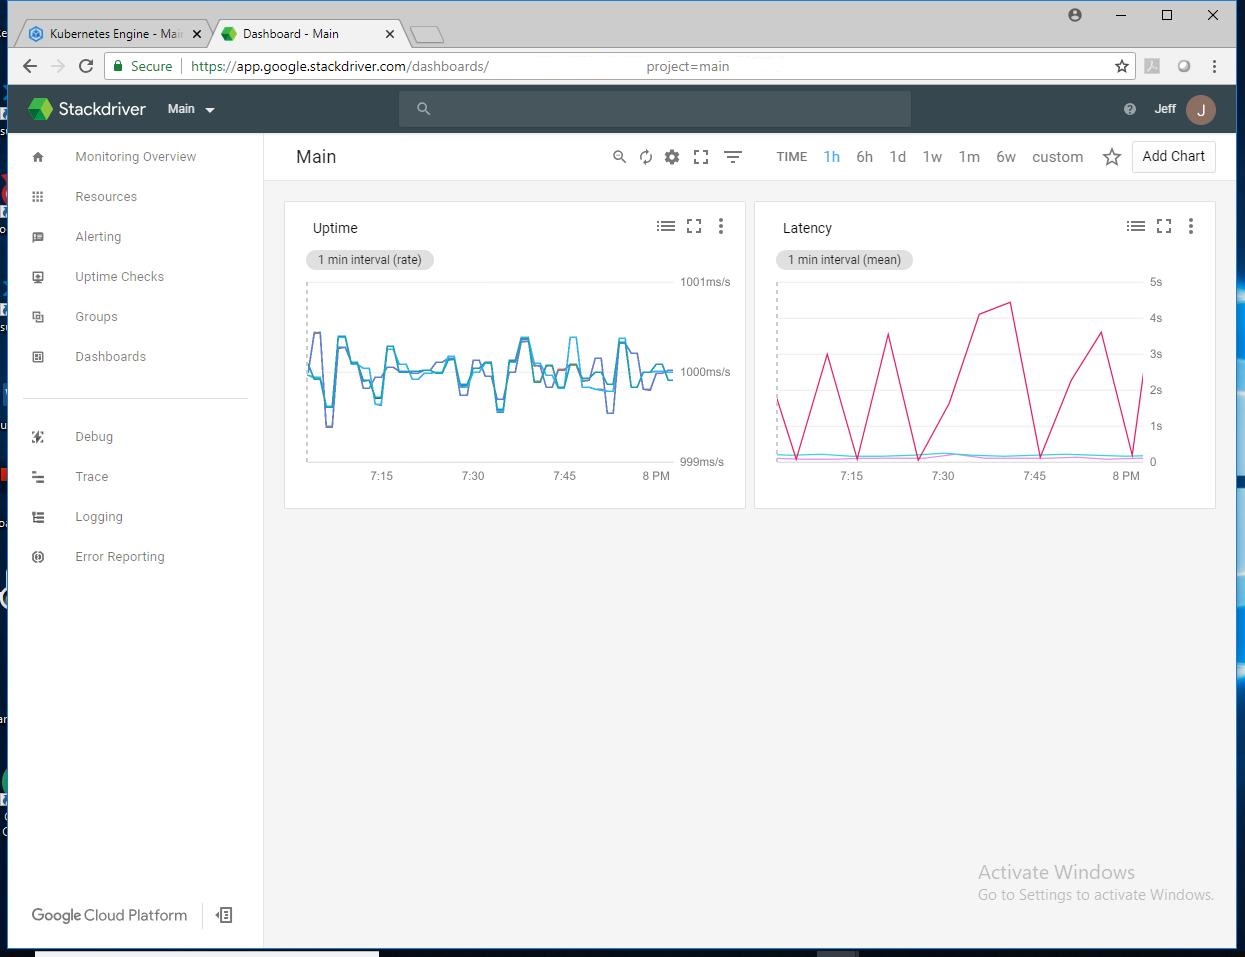 Kubernetes Engine - Mai
Dashboard - Main
Secure
https://app.google.stackdriver.com/dashboards/ project=main
Stackdriver
Main
Jeff
J
Monitoring Overview
Resources
Alerting
Uptime Checks
Groups
Dashboards
Debug
Trace
Logging
Error Reporting
Google Cloud Platform
Main
TIME 1h 6h 1d 1w 1m 6w custom
Add Chart
Uptime
1 min interval (rate)
1001ms/s
1000ms/s
999ms/s
7:15 7:30 7:45 8 PM
Latency
1 min interval (mean)
5s
4s
3s
2s
1s
0
7:15 7:30 7:45 8 PM
Activate Windows
Go to Settings to activate Windows.